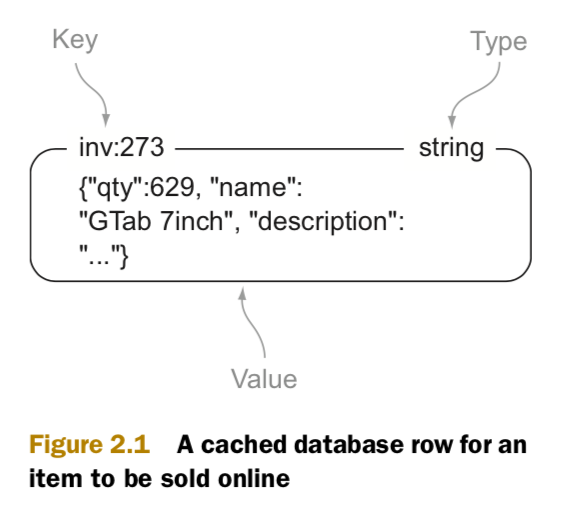 Key
Type
inv:273
string
{"qty":629, "name":
"GTab 7inch", "description":
"..."}
Value
Figure 2.1 A cached database row for an
item to be sold online